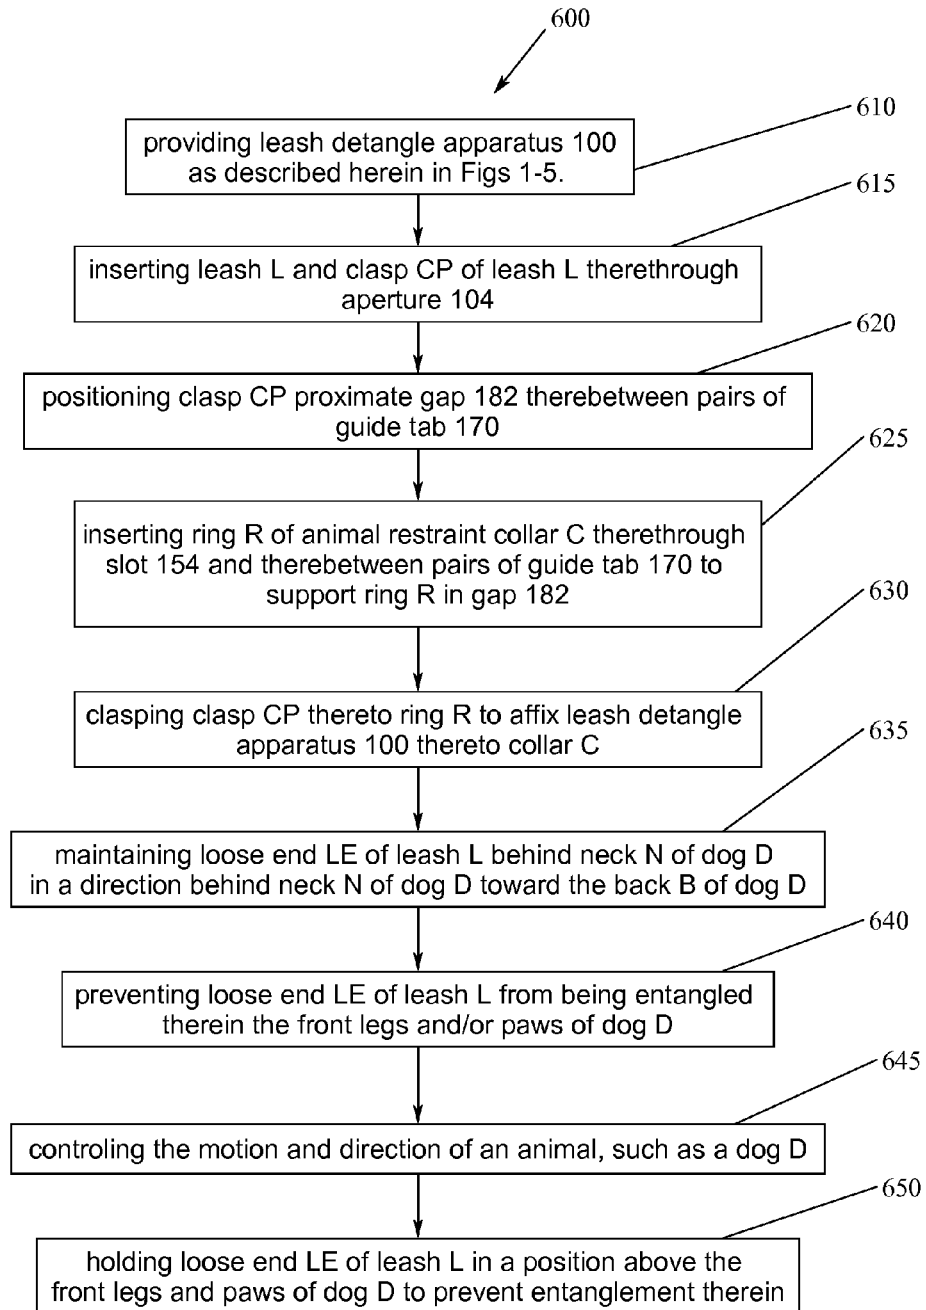 600
610
providing leash detangle apparatus 100
as described herein in Figs 1-5.
615
inserting leash L and clasp CP of leash L therethrough
aperture 104
620
positioning clasp CP proximate gap 182 therebetween pairs of
guide tab 170
625
inserting ring R of animal restraint collar C therethrough
slot 154 and therebetween pairs of guide tab 170 to
support ring R in gap 182
630
clasping clasp CP thereto ring R to affix leash detangle
apparatus 100 thereto collar C
635
maintaining loose end LE of leash L behind neck N of dog D
in a direction behind neck N of dog D toward the back B of dog D
640
preventing loose end LE of leash L from being entangled
therein the front legs and/or paws of dog D
645
controling the motion and direction of an animal, such as a dog D
650
holding loose end LE of leash L in a position above the
front legs and paws of dog D to prevent entanglement therein